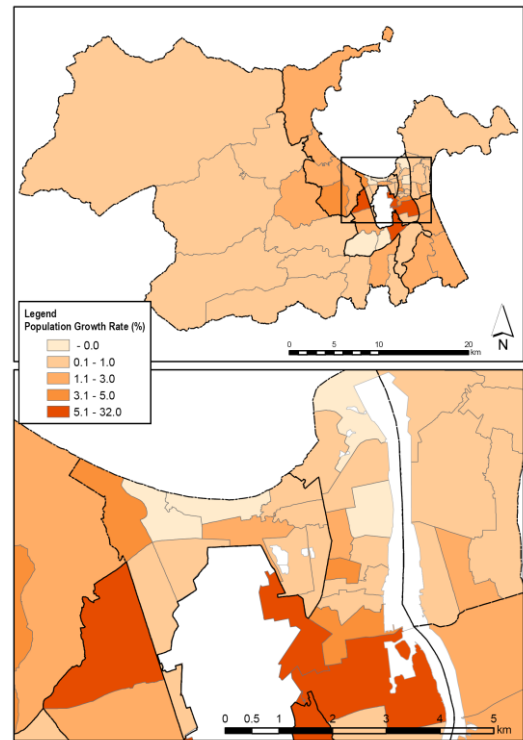 N
0 5 10 20
km
Legend
Population Growth Rate (%)
- 0.0
0.1 - 1.0
1.1 - 3.0
3.1 - 5.0
5.1 - 32.0
0 0.5 1 2 3 4 5
km